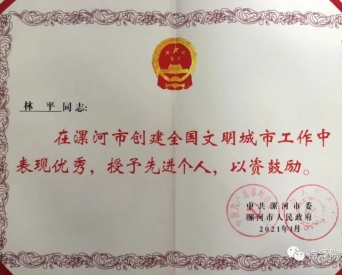 林平同志:
在漯河市创建全国文明城市工作中
表现优秀，授予先进个人，以资鼓励。
中共漯河市委
漯河市人民政府
2021年1月